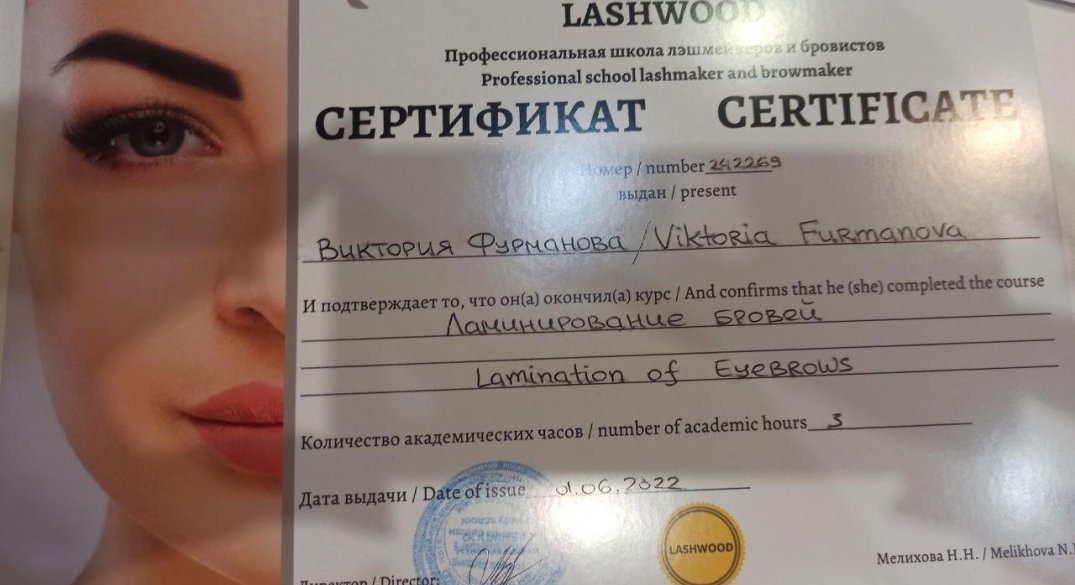 LASHWOOD
Профессиональная школа лэшмейкеров и бровистов
Professional school lashmaker and browmaker
СЕРТИФИКАТ CERTIFICATE
Номер / number 242269
выдан / present
Виктория Фурманова / Viktoria Furmanova
И подтверждает то, что он(а) окончил(а) курс / And confirms that he (she) completed the course
Ламинирование бровей
Lamination of Eyebrows
Количество академических часов / number of academic hours 3
Дата выдачи / Date of issue 01.06.2022
LASHWOOD
Мелихова Н.Н. / Melikhova N.
Директор / Director: